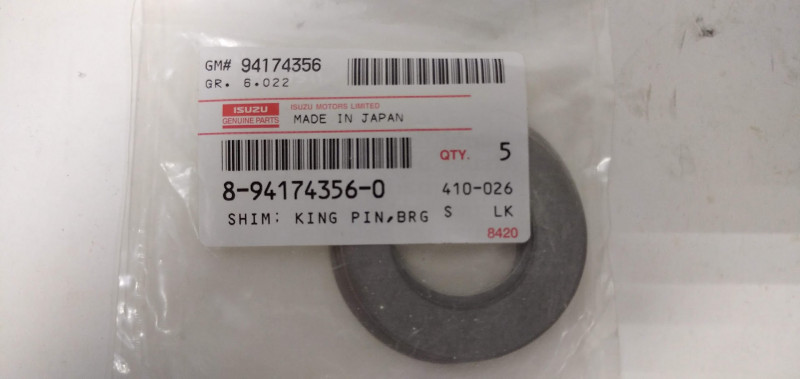 GM# 94174356
GR. 6.022
ISUZU
GENUINE PARTS
ISUZU MOTORS LIMITED
MADE IN JAPAN
QTY. 5
8-94174356-0 410-026
SHIM: KING PIN,BRG S LK
8420